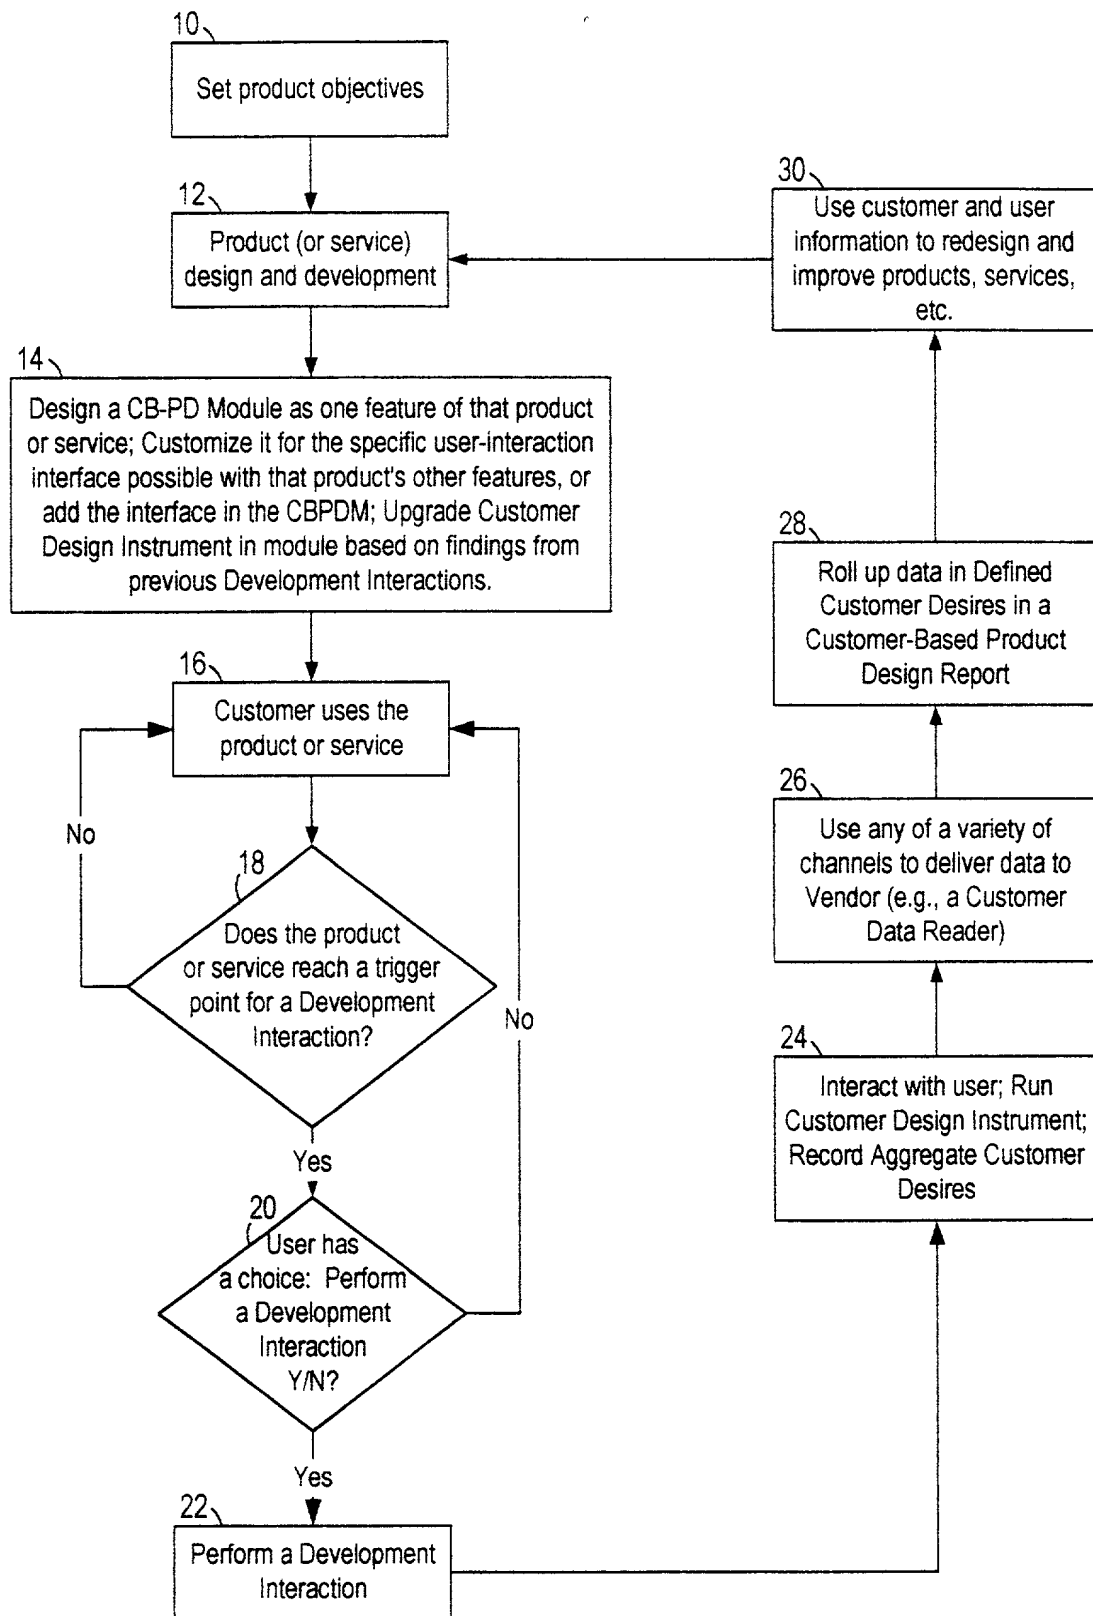 10
Set product objectives
12
Product (or service)
design and development
14
Design a CB-PD Module as one feature of that product
or service; Customize it for the specific user-interaction
interface possible with that product's other features, or
add the interface in the CBPDM; Upgrade Customer
Design Instrument in module based on findings from
previous Development Interactions.
16
Customer uses the
product or service
No
18
Does the product
or service reach a trigger
point for a Development
Interaction?
No
Yes
20
User has
a choice: Perform
a Development
Interaction
Y/N?
Yes
22
Perform a Development
Interaction
24
Interact with user; Run
Customer Design Instrument;
Record Aggregate Customer
Desires
26
Use any of a variety of
channels to deliver data to
Vendor (e.g., a Customer
Data Reader)
28
Roll up data in Defined
Customer Desires in a
Customer-Based Product
Design Report
30
Use customer and user
information to redesign and
improve products, services,
etc.